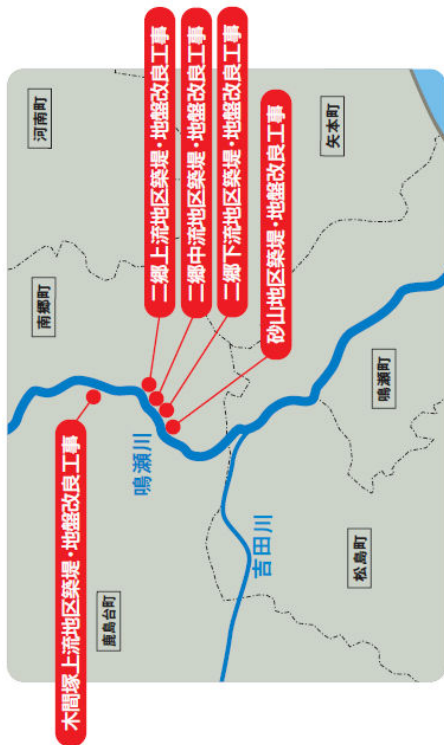 木間塚上流地区築堤・地盤改良工事
鹿島台町
南郷町
河南町
鳴瀬川
二郷上流地区築堤・地盤改良工事
二郷中流地区築堤・地盤改良工事
二郷下流地区築堤・地盤改良工事
砂山地区築堤・地盤改良工事
吉田川
松島町
鳴瀬町
矢本町